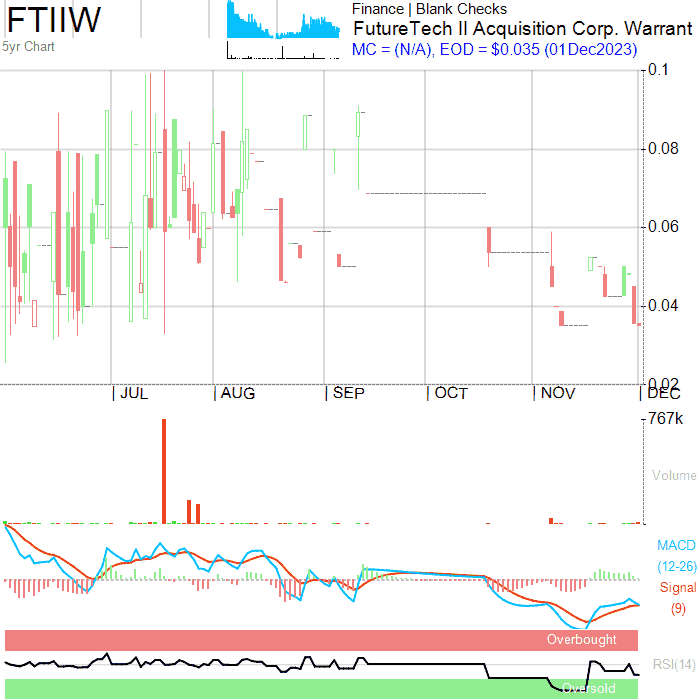 FTIIW
5yr Chart
Finance | Blank Checks
FutureTech II Acquisition Corp. Warrant
MC = (N/A), EOD = $0.035 (01Dec2023)
0.1
0.08
0.06
0.04
0.02
| JUL
| AUG
| SEP
| OCT
| NOV
| DEC
767k
Volume
MACD
(12-26)
Signal
(9)
Overbought
RSI(14)
Oversold